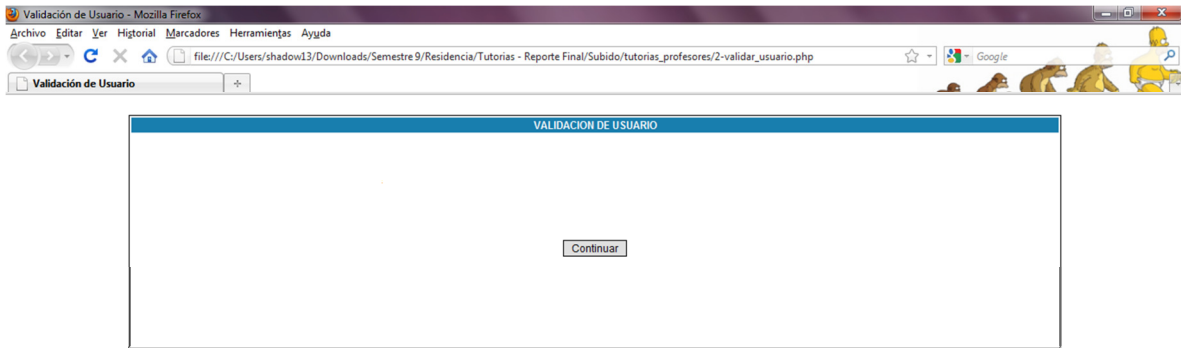 Validación de Usuario - Mozilla Firefox
Archivo Editar Ver Historial Marcadores Herramientas Ayuda
file:///C:/Users/shadow13/Downloads/Semestre 9/Residencia/Tutorias - Reporte Final/Subido/tutorias_profesores/2-validar_usuario.php
Google
Validación de Usuario
VALIDACION DE USUARIO
Continuar